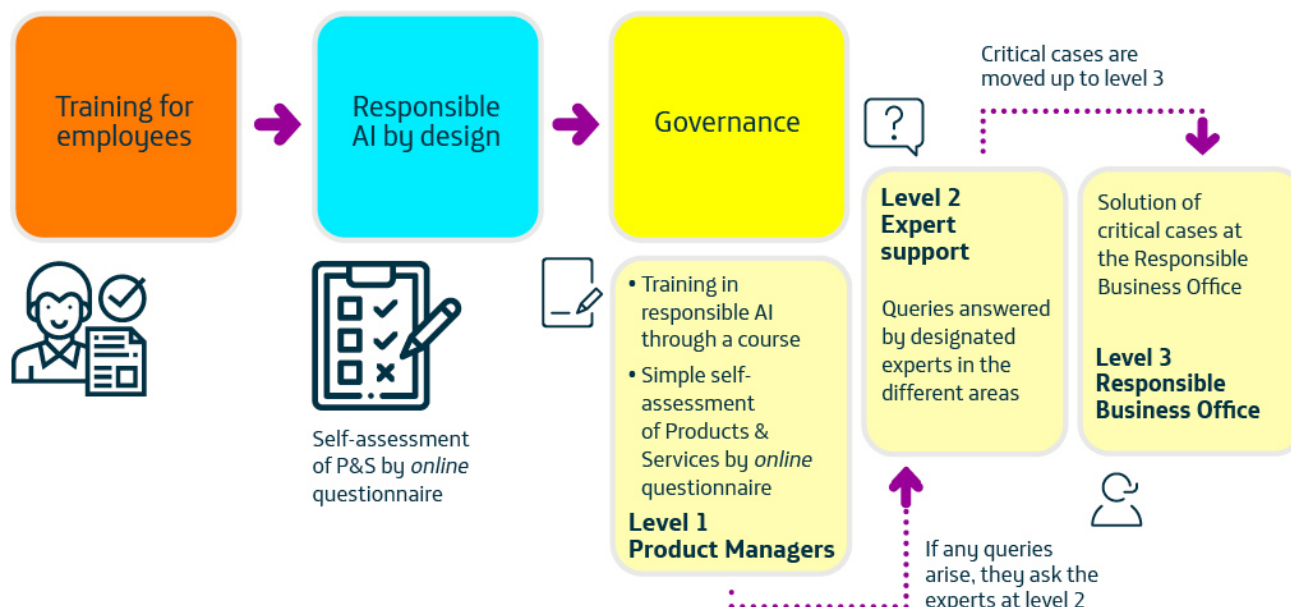 Training for
employees
Responsible
AI by design
Governance
Critical cases are
moved up to level 3
?
Self-assessment
of P&S by online
questionnaire
• Training in
responsible AI
through a course
• Simple self-
assessment
of Products &
Services by online
questionnaire
Level 1
Product Managers
Level 2
Expert
support
Queries answered
by designated
experts in the
different areas
Solution of
critical cases at
the Responsible
Business Office
Level 3
Responsible
Business Office
If any queries
arise, they ask the
experts at level 2